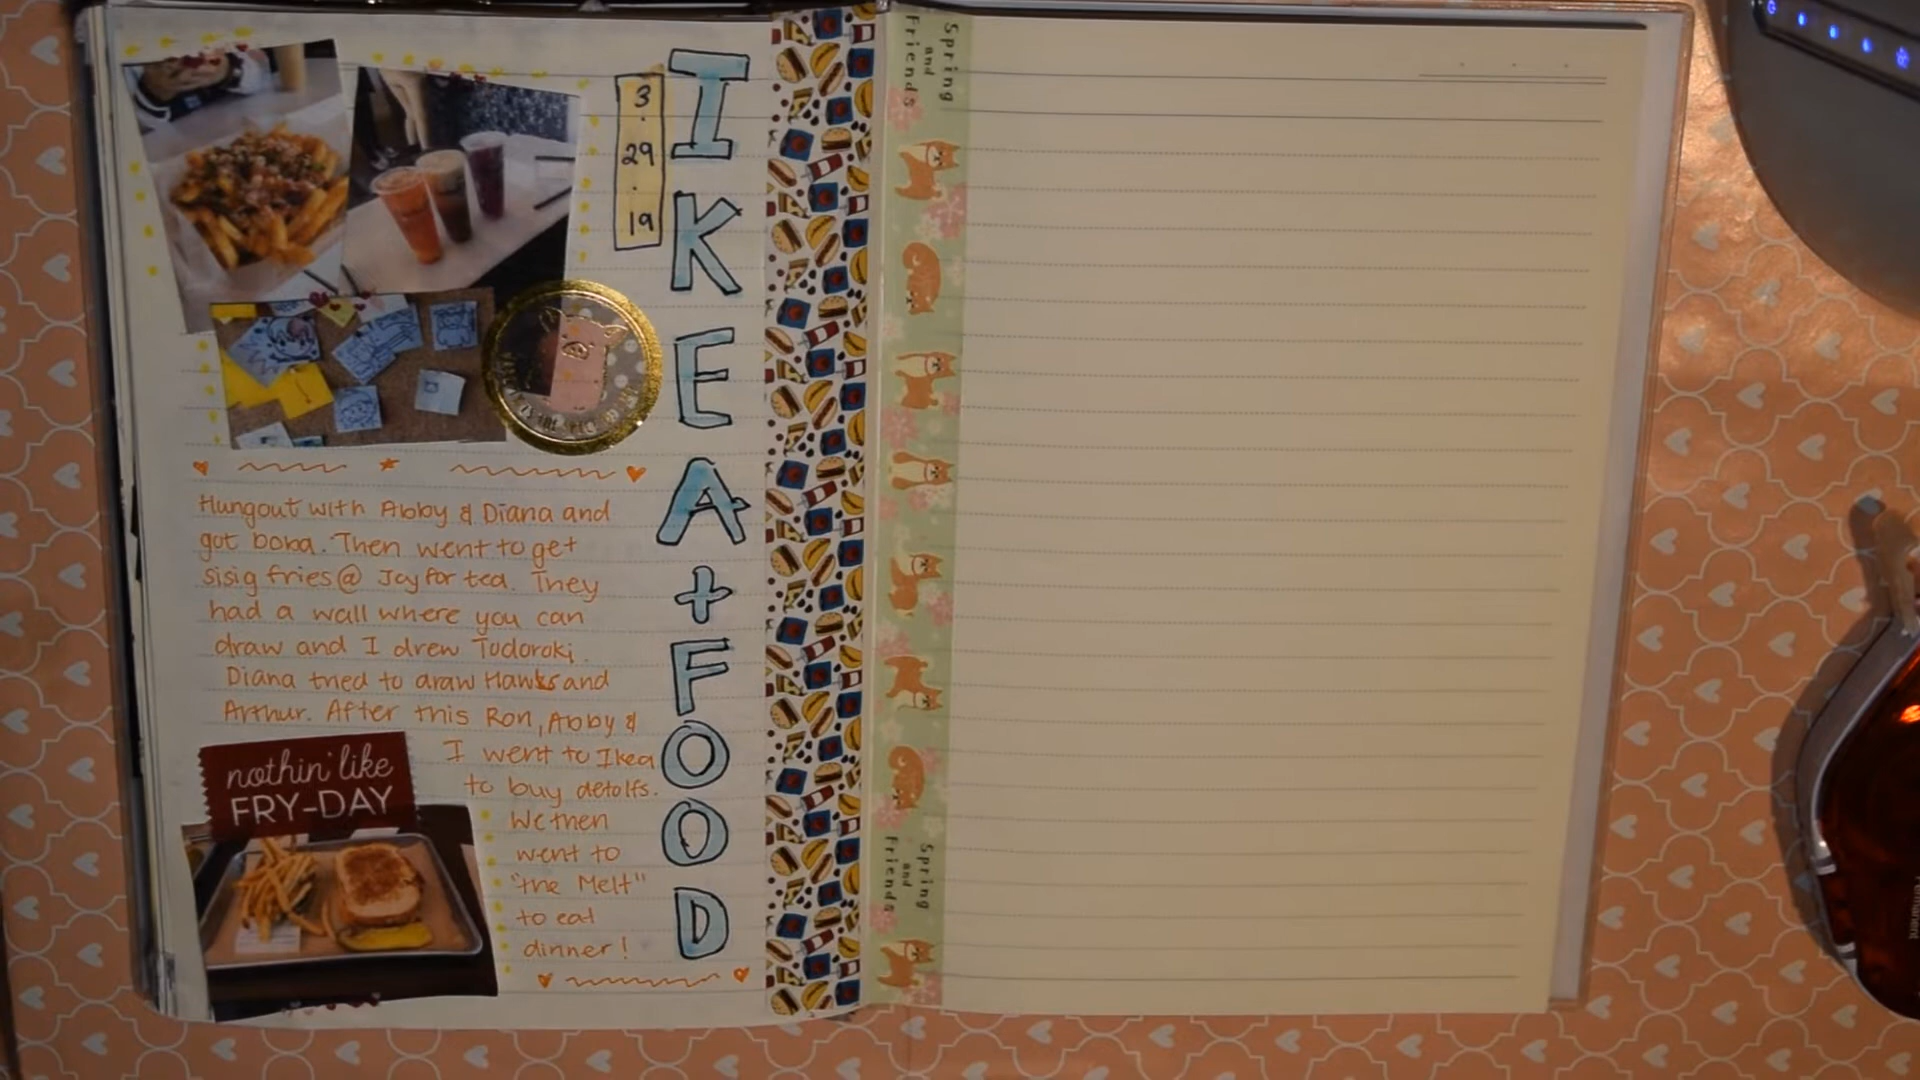 3
.
29
.
19
IKEA + FOOD
Hungout with Abby & Diana and
got boba. Then went to get
sisig fries @ Joy for tea. They
had a wall where you can
draw and I drew Todoroki.
Diana tried to draw Hawks and
Arthur. After this Ron, Abby &
I went to Ikea
to buy detolfs.
We then
went to
"the Melt"
to eat
dinner!
nothin' like
FRY-DAY
Spring
and
Friends
Spring
and
Friends
Permanent